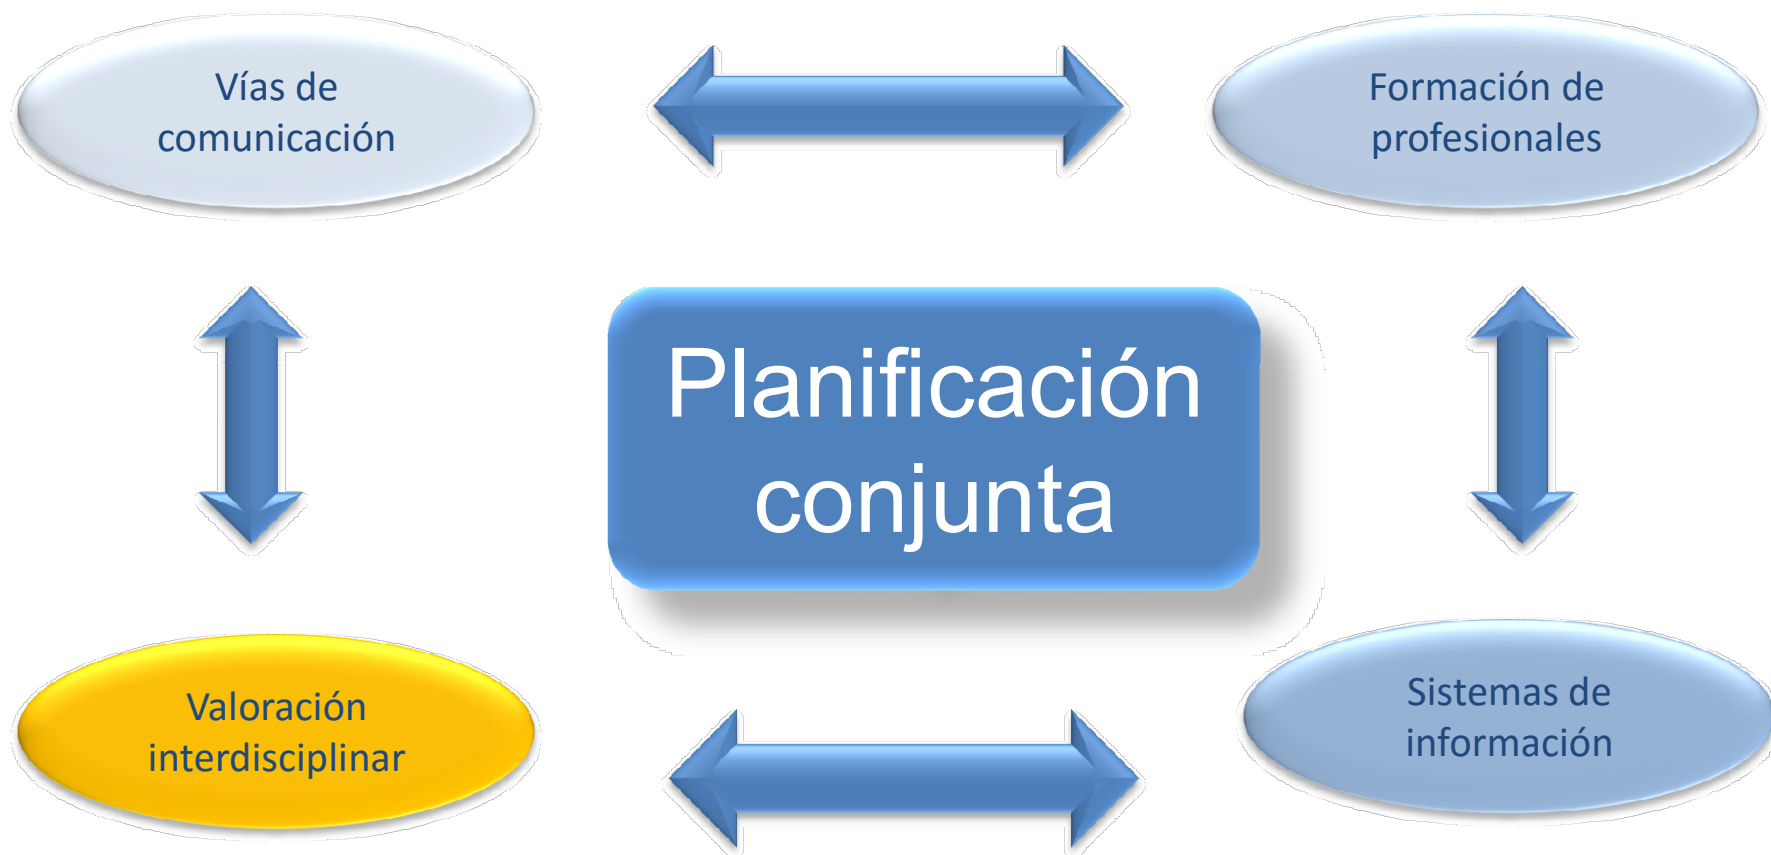 Vías de
comunicación
Formación de
profesionales
Planificación
conjunta
Valoración
interdisciplinar
Sistemas de
información